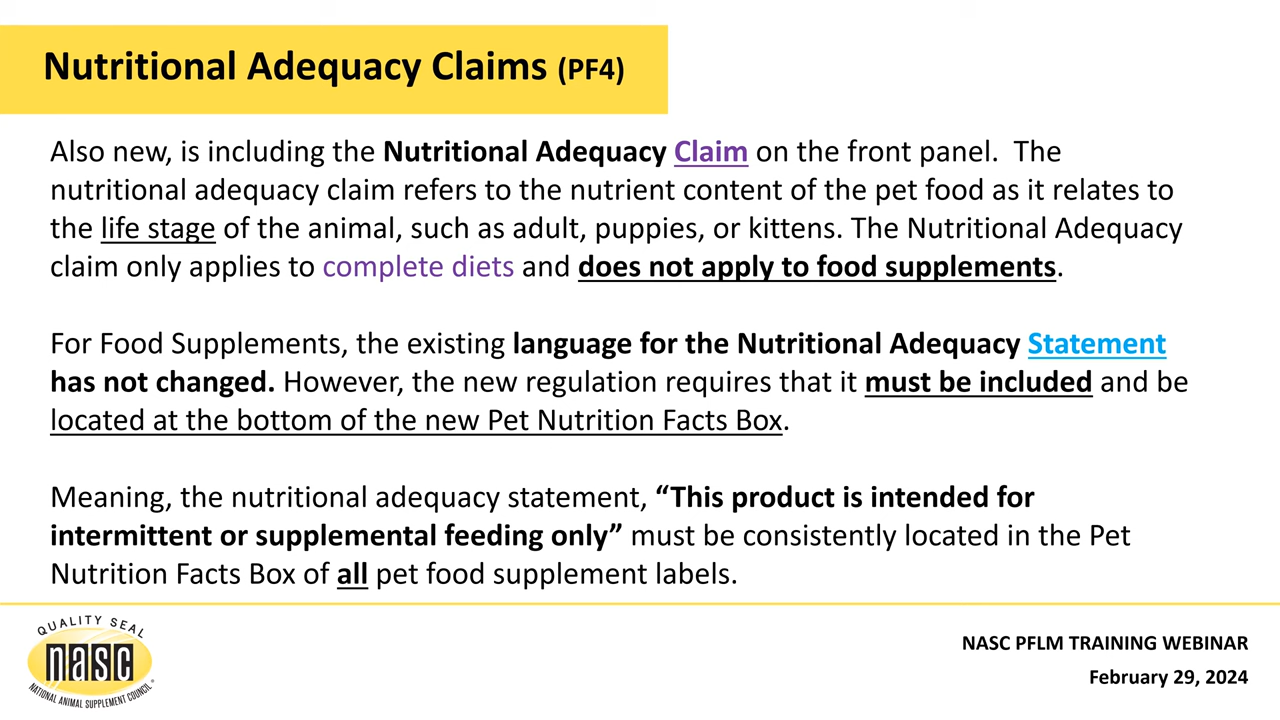 Nutritional Adequacy Claims (PF4)
Also new, is including the Nutritional Adequacy Claim on the front panel.  The
nutritional adequacy claim refers to the nutrient content of the pet food as it relates to
the life stage of the animal, such as adult, puppies, or kittens. The Nutritional Adequacy
claim only applies to complete diets and does not apply to food supplements.
For Food Supplements, the existing language for the Nutritional Adequacy Statement
has not changed. However, the new regulation requires that it must be included and be
located at the bottom of the new Pet Nutrition Facts Box.
Meaning, the nutritional adequacy statement, “This product is intended for
intermittent or supplemental feeding only” must be consistently located in the Pet
Nutrition Facts Box of all pet food supplement labels.
QUALITY SEAL
nasc
NATIONAL ANIMAL SUPPLEMENT COUNCIL®
NASC PFLM TRAINING WEBINAR
February 29, 2024